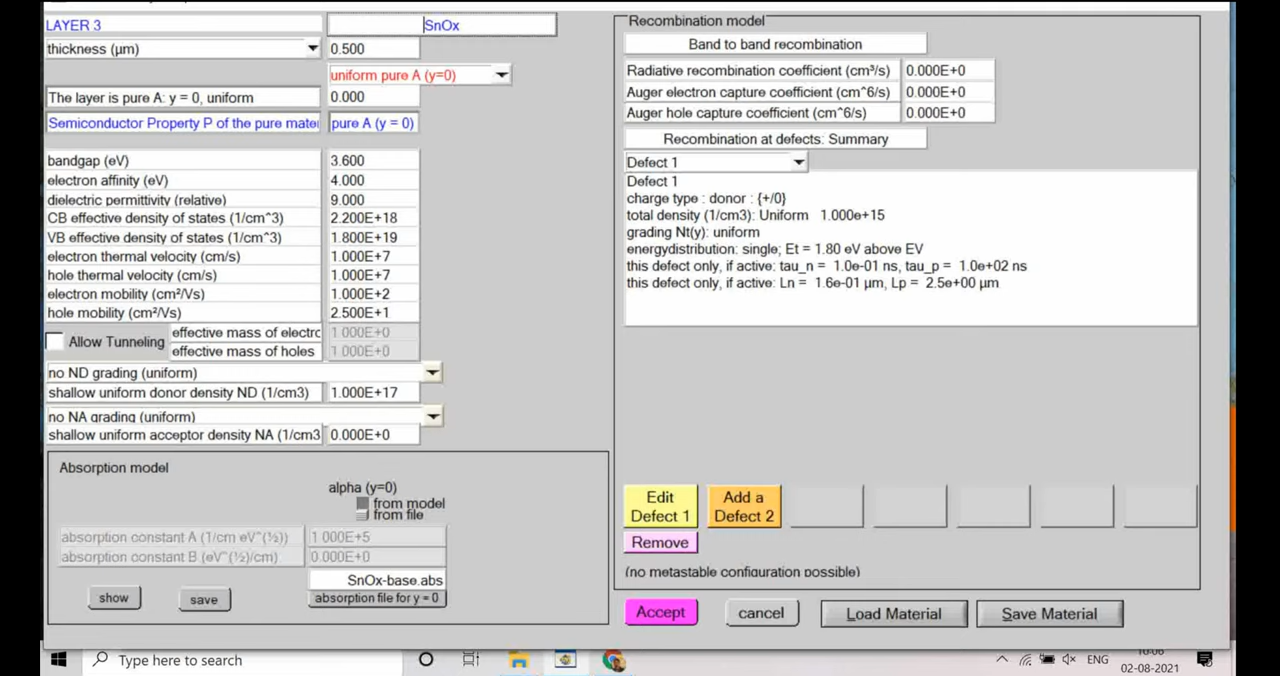 LAYER 3
SnOx
thickness (µm)
0.500
uniform pure A (y=0)
The layer is pure A: y = 0, uniform
0.000
Semiconductor Property P of the pure mater
pure A (y = 0)
bandgap (eV)
3.600
electron affinity (eV)
4.000
dielectric permittivity (relative)
9.000
CB effective density of states (1/cm^3)
2.200E+18
VB effective density of states (1/cm^3)
1.800E+19
electron thermal velocity (cm/s)
1.000E+7
hole thermal velocity (cm/s)
1.000E+7
electron mobility (cm²/Vs)
1.000E+2
hole mobility (cm²/Vs)
2.500E+1
Allow Tunneling
effective mass of electro
1.000E+0
effective mass of holes
1.000E+0
no ND grading (uniform)
shallow uniform donor density ND (1/cm3)
1.000E+17
no NA grading (uniform)
shallow uniform acceptor density NA (1/cm3
0.000E+0
Absorption model
alpha (y=0)
from model
from file
absorption constant A (1/cm eV^(½))
1.000E+5
absorption constant B (eV^(½)/cm)
0.000E+0
SnOx-base.abs
show
save
absorption file for y = 0
Recombination model
Band to band recombination
Radiative recombination coefficient (cm³/s)
0.000E+0
Auger electron capture coefficient (cm^6/s)
0.000E+0
Auger hole capture coefficient (cm^6/s)
0.000E+0
Recombination at defects: Summary
Defect 1
Defect 1
charge type : donor : {+/0}
total density (1/cm3): Uniform 1.000e+15
grading Nt(y): uniform
energydistribution: single; Et = 1.80 eV above EV
this defect only, if active: tau_n = 1.0e-01 ns, tau_p = 1.0e+02 ns
this defect only, if active: Ln = 1.6e-01 µm, Lp = 2.5e+00 µm
Edit
Defect 1
Add a
Defect 2
Remove
(no metastable configuration possible)
Accept
cancel
Load Material
Save Material
Type here to search
ENG
02-08-2021